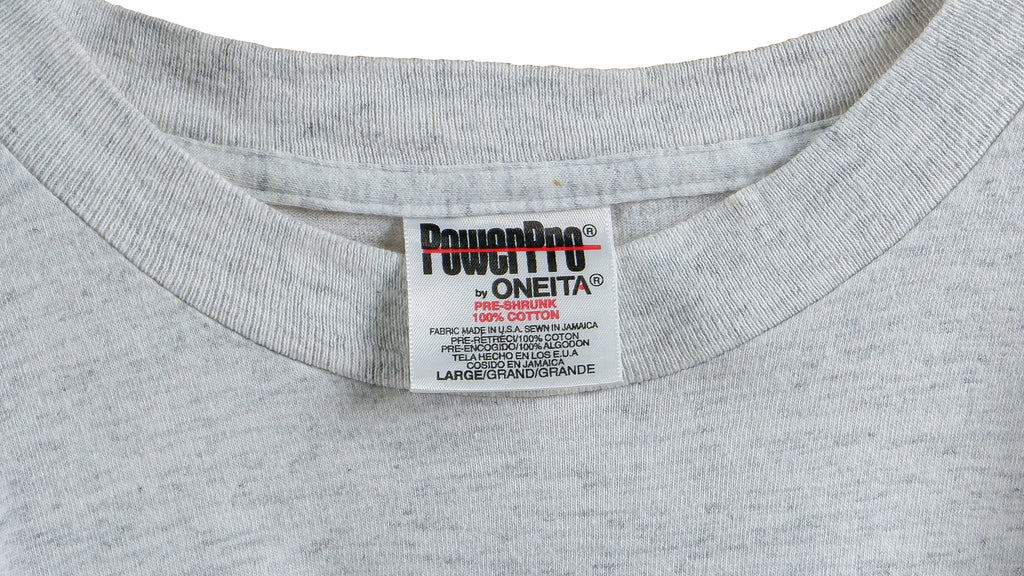 PowerPro®
by ONEITA®
PRE-SHRUNK
100% COTTON
FABRIC MADE IN U.S.A. SEWN IN JAMAICA
PRE-RETRECI/100% COTON
PRE-ENCOGIDO/100% ALGODON
TELA HECHO EN LOS E.U.A
COSIDO EN JAMAICA
LARGE/GRAND/GRANDE